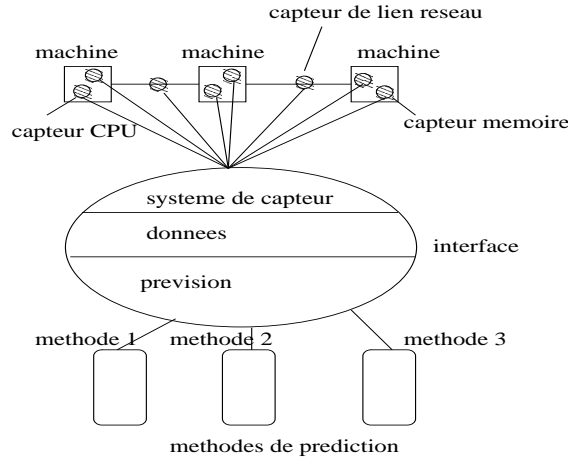 capteur de lien reseau
machine
machine
machine
capteur CPU
capteur memoire
systeme de capteur
donnees
interface
prevision
methode 1
methode 2
methode 3
methodes de prediction